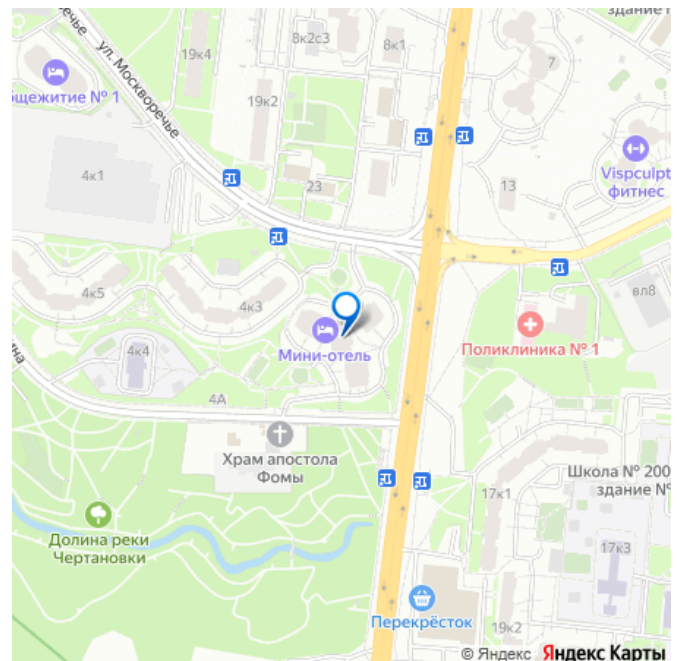 здание
8к2с3
8к1
7
19к4
ул. Москворечье
бщежитие № 1
19к2
4к1
23
13
Vispculpt
фитнес
4к5
4к3
вл8
Мини-отель
Поликлиника № 1
4к4
ина
4А
Храм апостола
Фомы
Школа № 200
здание №
17к1
Долина реки
Чертановки
17к3
Перекрёсток
19к2
© Яндекс Яндекс Карты